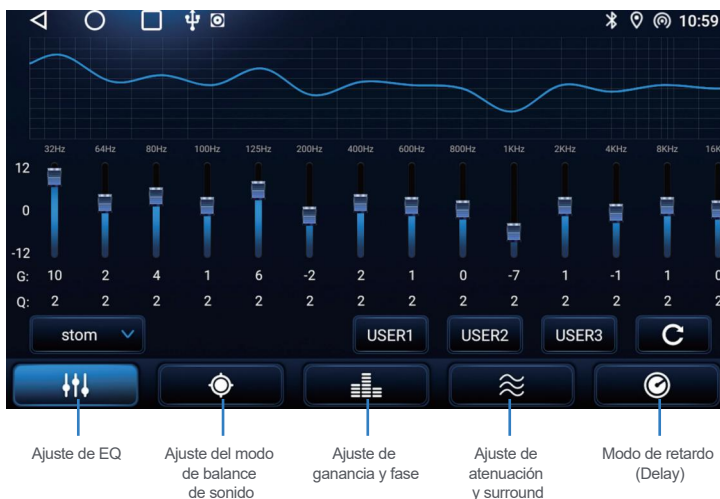 10:59
32Hz 64Hz 80Hz 100Hz 125Hz 200Hz 400Hz 600Hz 800Hz 1KHz 2KHz 4KHz 8KHz 16K
12
0
-12
G: 10 2 4 1 6 -2 2 1 0 -7 1 -1 1 0
Q: 2 2 2 2 2 2 2 2 2 2 2 2 2 2
stom USER1 USER2 USER3
Ajuste de EQ
Ajuste del modo
de balance
de sonido
Ajuste de
ganancia y fase
Ajuste de
atenuación
y surround
Modo de retardo
(Delay)